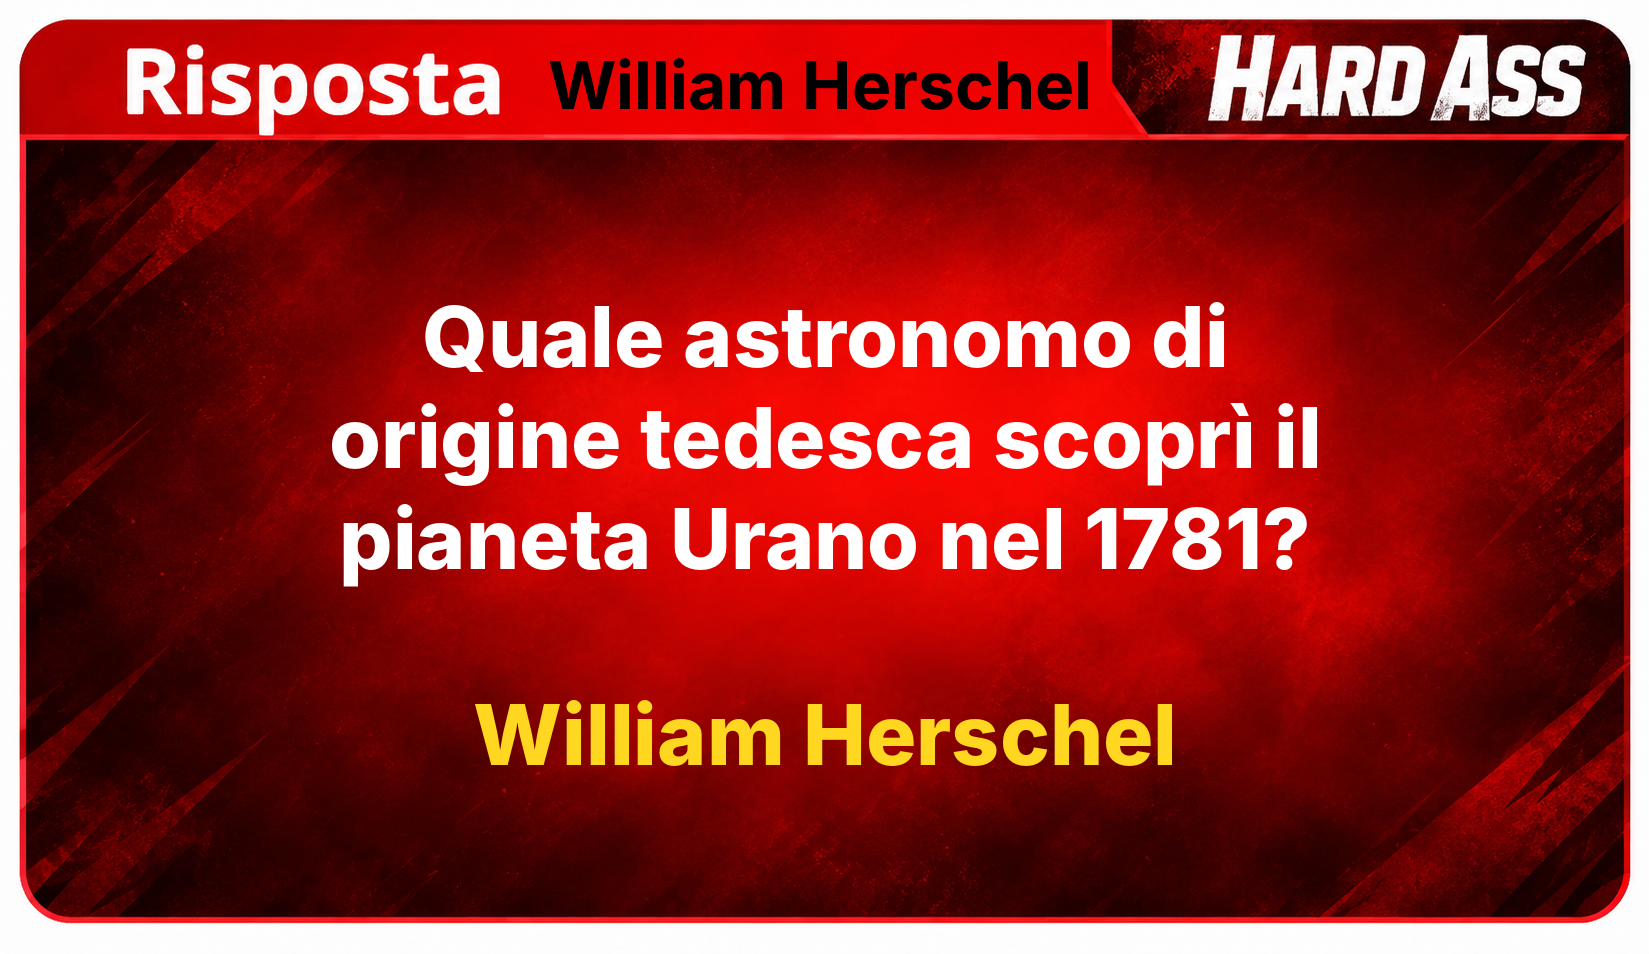 Risposta William Herschel HARD ASS
Quale astronomo di
origine tedesca scoprì il
pianeta Urano nel 1781?
William Herschel